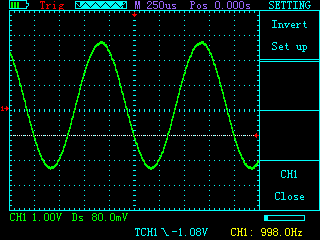 Trig M 250us Pos 0.000s SETTING
Invert
Set up
CH1
Close
CH1 1.00V Ds 80.0mV
TCH1 -1.08V CH1: 998.0Hz